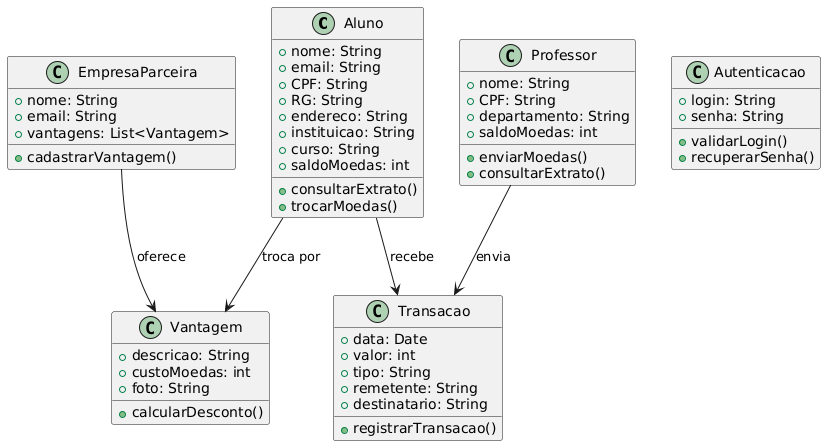 C Aluno
nome: String
email: String
CPF: String
RG: String
endereco: String
instituicao: String
curso: String
saldoMoedas: int
consultarExtrato()
trocarMoedas()
C EmpresaParceira
nome: String
email: String
vantagens: List<Vantagem>
cadastrarVantagem()
C Professor
nome: String
CPF: String
departamento: String
saldoMoedas: int
enviarMoedas()
consultarExtrato()
C Autenticacao
login: String
senha: String
validarLogin()
recuperarSenha()
oferece
troca por
recebe
envia
C Vantagem
descricao: String
custoMoedas: int
foto: String
calcularDesconto()
C Transacao
data: Date
valor: int
tipo: String
remetente: String
destinatario: String
registrarTransacao()